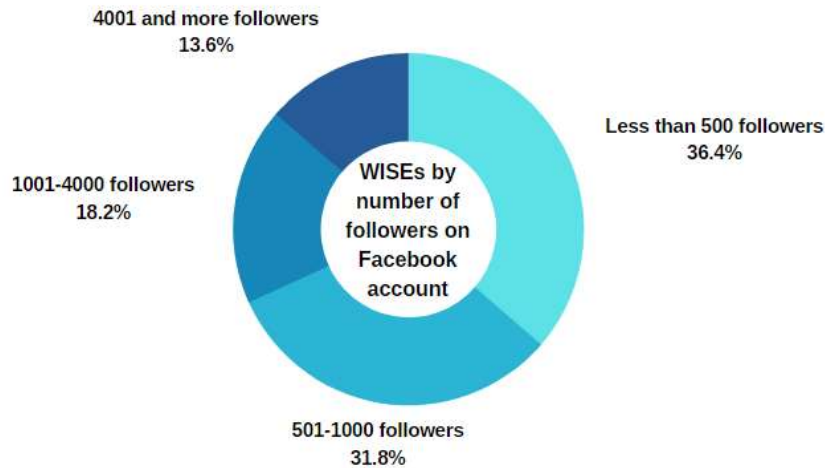 4001 and more followers
13.6%
Less than 500 followers
36.4%
1001-4000 followers
18.2%
WISEs by
number of
followers on
Facebook
account
501-1000 followers
31.8%